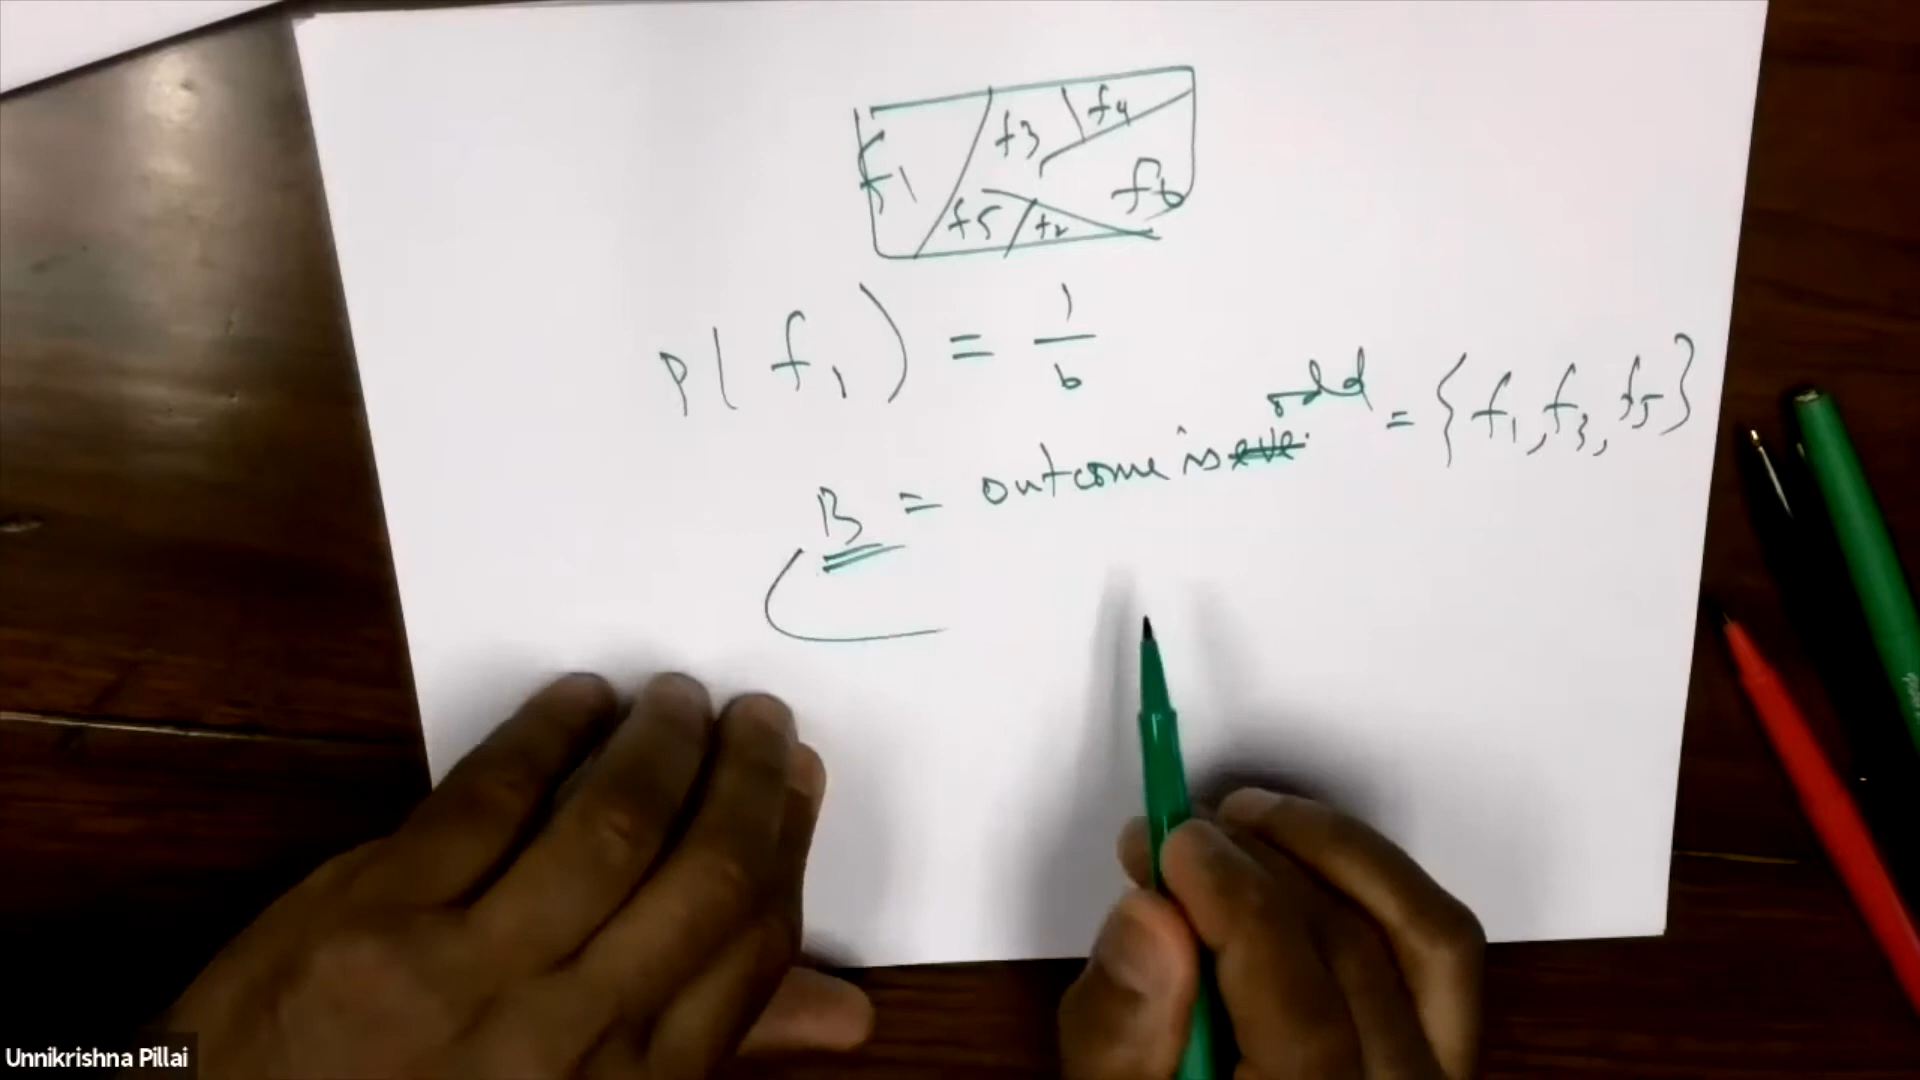 f1 f3 f4
f5 f2 f6
P(f₁) = 1/6
B = outcome is odd = {f₁, f₃, f₅}
Unnikrishna Pillai